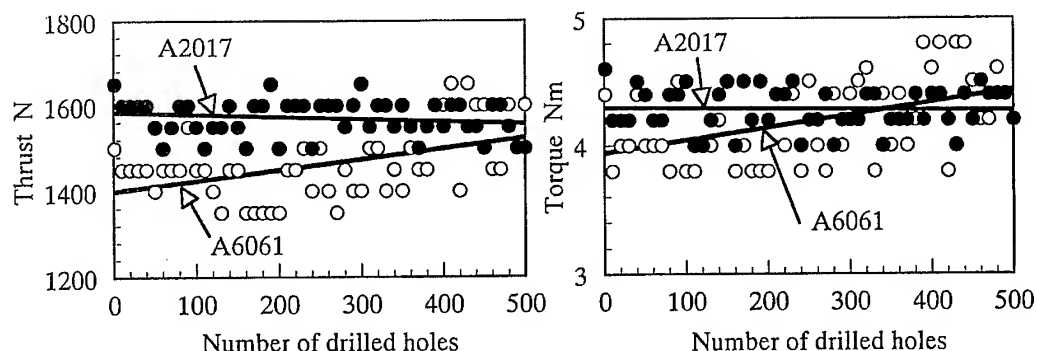 1800
1600
1400
1200
Thrust N
A2017
A6061
0 100 200 300 400 500
Number of drilled holes
5
4
3
Torque Nm
A2017
A6061
0 100 200 300 400 500
Number of drilled holes